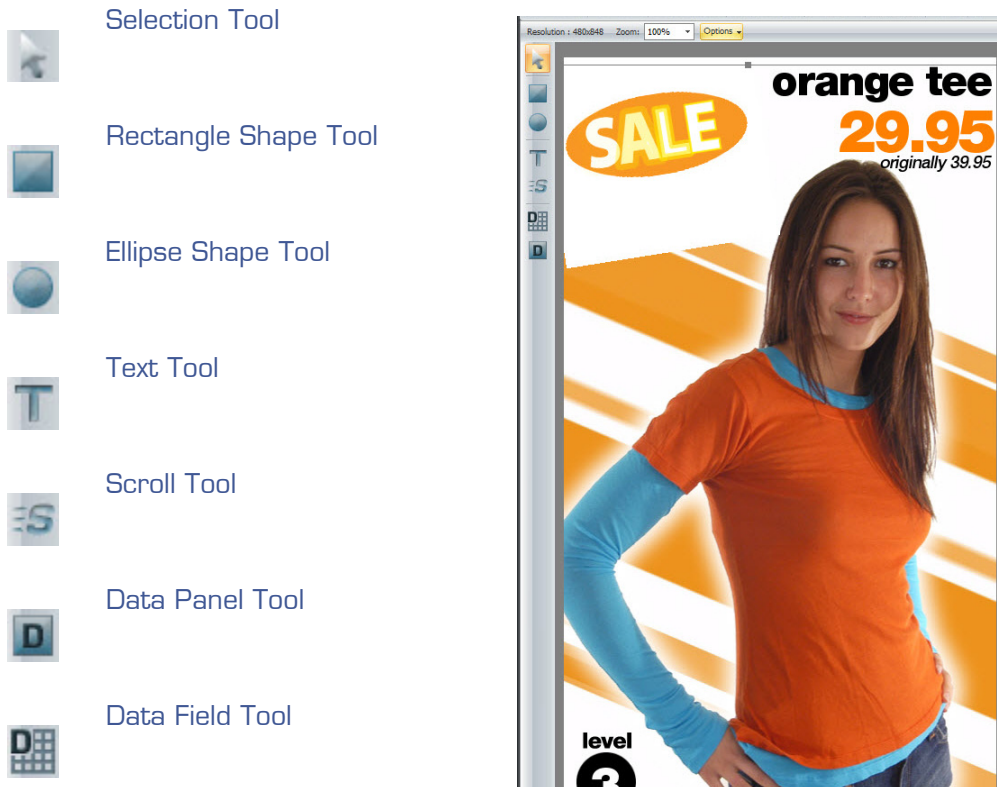 Selection Tool
Rectangle Shape Tool
Ellipse Shape Tool
T
Text Tool
S
Scroll Tool
D
Data Panel Tool
D
Data Field Tool
Resolution : 480x848 Zoom: 100% Options
T
S
D
D
SALE
orange tee
29.95
originally 39.95
level
3